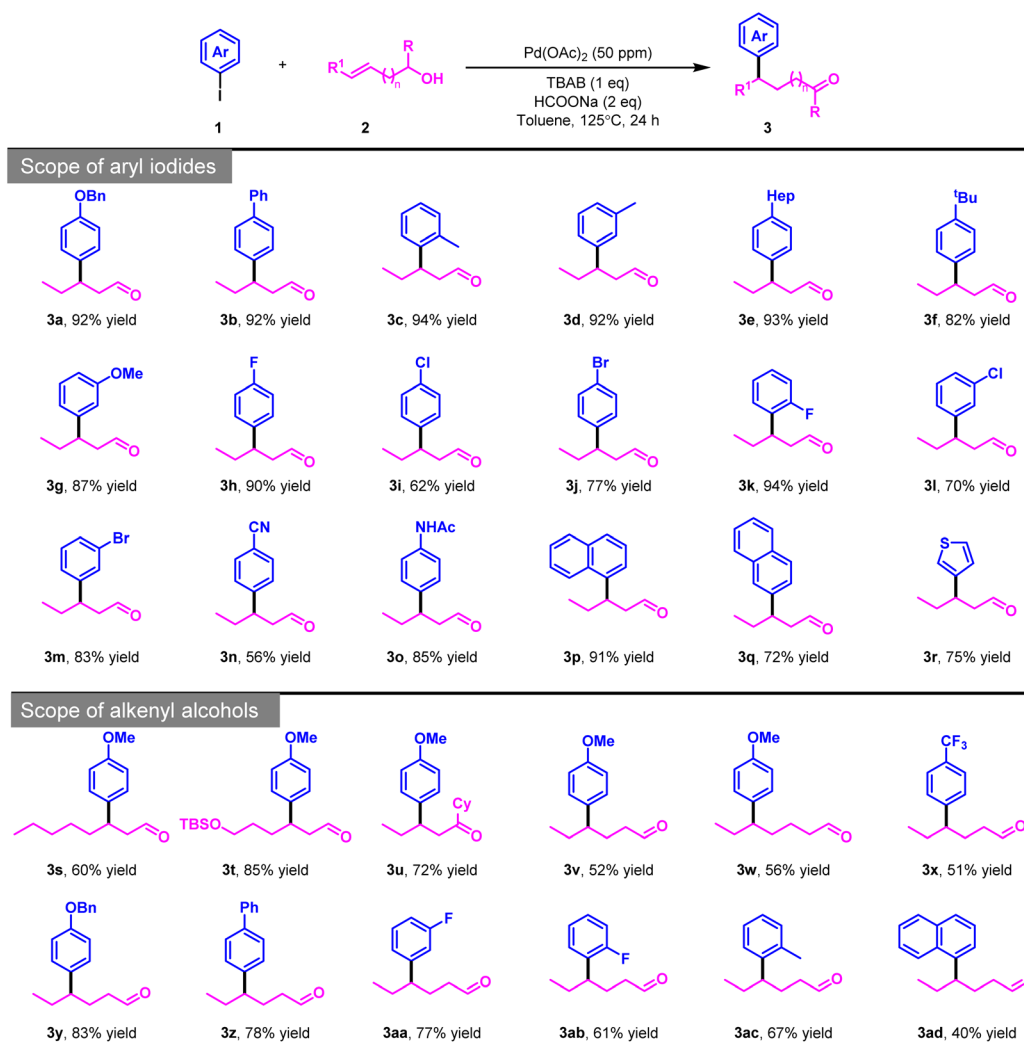 Ar
I
1
+
R¹
( )n
R
OH
2
Pd(OAc)₂ (50 ppm)
TBAB (1 eq)
HCOONa (2 eq)
Toluene, 125°C, 24 h
Ar
R¹
( )n
O
R
3
Scope of aryl iodides
OBn Ph Hep ᵗBu
O O O O O O
3a, 92% yield 3b, 92% yield 3c, 94% yield 3d, 92% yield 3e, 93% yield 3f, 82% yield
OMe F Cl Br F Cl
O O O O O O
3g, 87% yield 3h, 90% yield 3i, 62% yield 3j, 77% yield 3k, 94% yield 3l, 70% yield
Br CN NHAc S
O O O O O O
3m, 83% yield 3n, 56% yield 3o, 85% yield 3p, 91% yield 3q, 72% yield 3r, 75% yield
Scope of alkenyl alcohols
OMe OMe OMe OMe OMe CF₃
O TBSO O Cy O O O O
3s, 60% yield 3t, 85% yield 3u, 72% yield 3v, 52% yield 3w, 56% yield 3x, 51% yield
OBn Ph F F
O O O O O
3y, 83% yield 3z, 78% yield 3aa, 77% yield 3ab, 61% yield 3ac, 67% yield 3ad, 40% yield